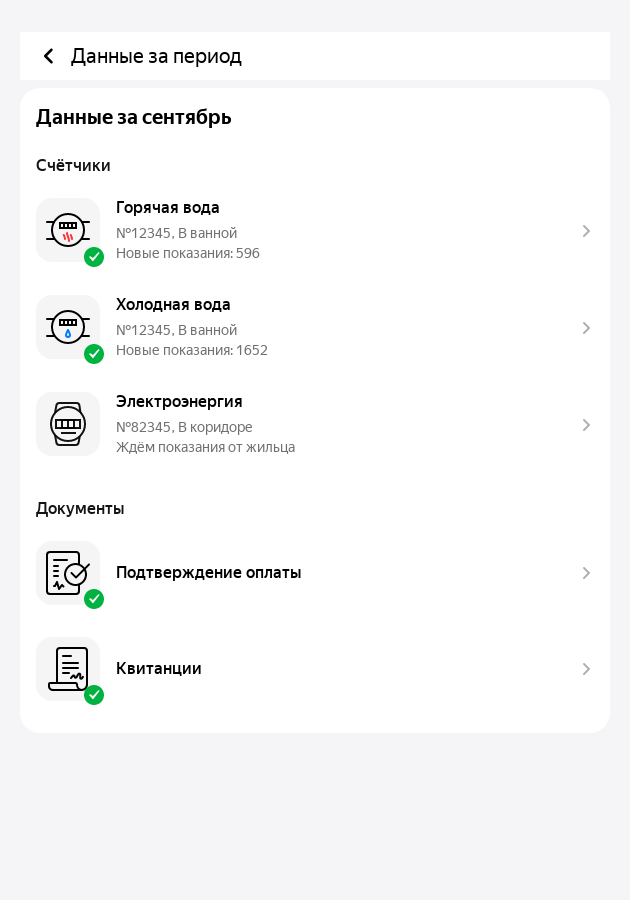 Данные за период
Данные за сентябрь
Счётчики
Горячая вода
№12345, В ванной
Новые показания: 596
Холодная вода
№12345, В ванной
Новые показания: 1652
Электроэнергия
№82345, В коридоре
Ждём показания от жильца
Документы
Подтверждение оплаты
Квитанции